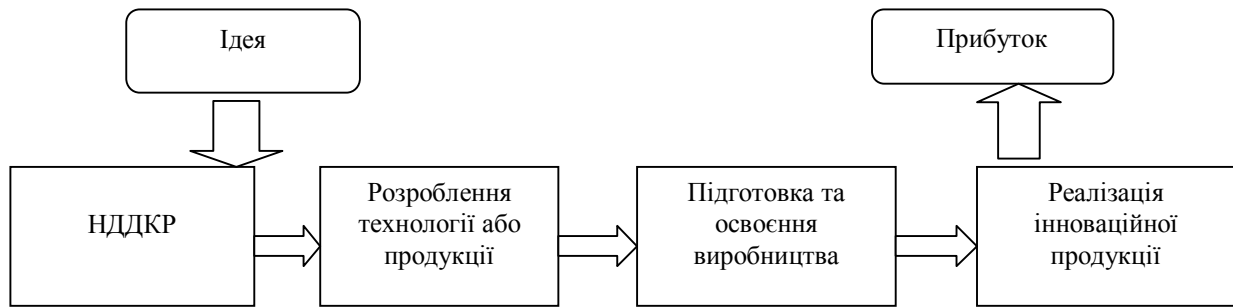 Ідея
Прибуток
НДДКР
Розроблення
технології або
продукції
Підготовка та
освоєння
виробництва
Реалізація
інноваційної
продукції